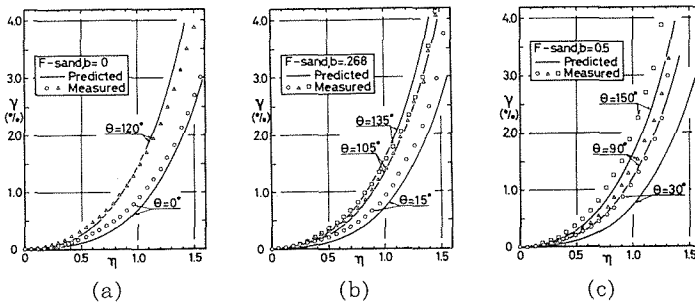 4.0
3.0
γ
(%)
2.0
1.0
0
0.5
1.0
1.5
η
F-sand, b= 0
Predicted
Measured
θ=120°
θ=0°
(a)
4.0
3.0
γ
(%)
2.0
1.0
0
0.5
1.0
1.5
η
F-sand, b=.268
Predicted
Measured
θ=135°
θ=105°
θ=15°
(b)
4.0
3.0
γ
(%)
2.0
1.0
0
0.5
1.0
1.5
η
F-sand, b= 0.5
Predicted
Measured
θ=150°
θ=90°
θ=30°
(c)